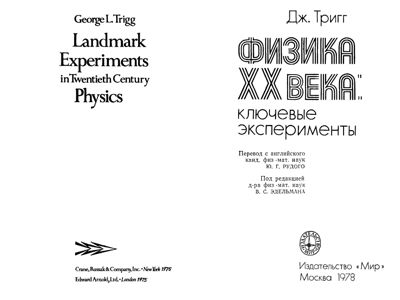 George L. Trigg
Landmark
Experiments
in Twentieth Century
Physics
Crane, Russak & Company, Inc.–New York 1975
Edward Arnold, Ltd.–London 1975
Дж. Тригг
ФИЗИКА
XX ВЕКА:
КЛЮЧЕВЫЕ
ЭКСПЕРИМЕНТЫ
Перевод с английского
канд. физ-мат. наук
Ю. Г. РУДОГО
Под редакцией
д-ра физ-мат. наук
В. С. ЭДЕЛЬМАНА
Издательство «Мир»
Москва 1978